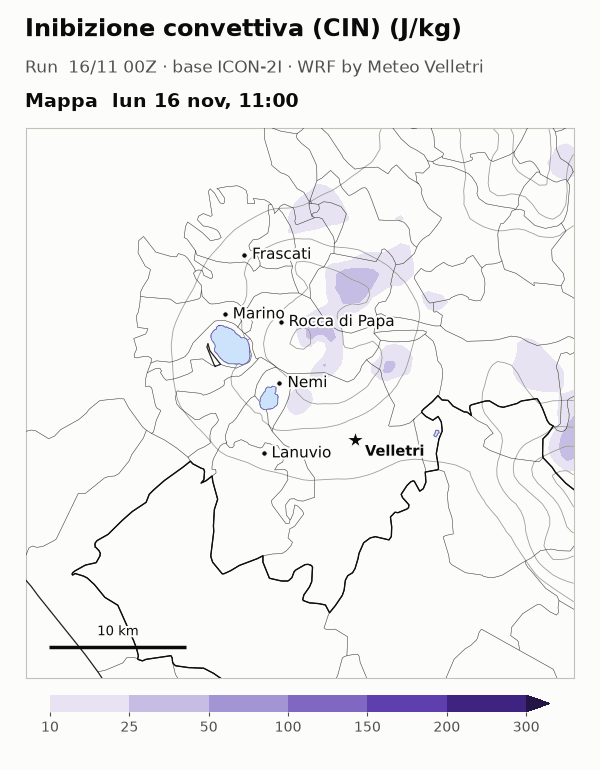 Inibizione convettiva (CIN) (J/kg)
Run  16/11 00Z · base ICON-2I · WRF by Meteo Velletri
Mappa  lun 16 nov, 11:00
Frascati
Marino
Rocca di Papa
Nemi
Velletri
Lanuvio
10 km
10 25 50 100 150 200 300